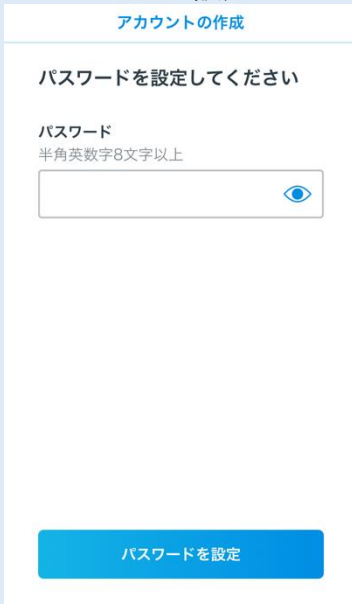 アカウントの作成
パスワードを設定してください
パスワード
半角英数字8文字以上
パスワードを設定